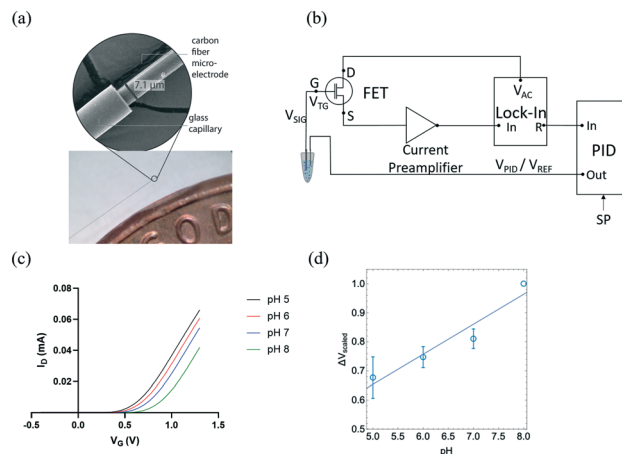 (a)
carbon
fiber
micro-
electrode
7.1 µm
glass
capillary
GOD
(b)
D
G
FET
V_TG
V_SIG
S
Current
Preamplifier
V_AC
Lock-In
In
R
In
PID
Out
V_PID / V_REF
SP
(c)
I_D (mA)
0.08
0.06
0.04
0.02
-0.5
0.0
0.5
1.0
1.5
V_G (V)
pH 5
pH 6
pH 7
pH 8
(d)
ΔV_scaled
1.0
0.9
0.8
0.7
0.6
0.5
5.0
5.5
6.0
6.5
7.0
7.5
8.0
pH